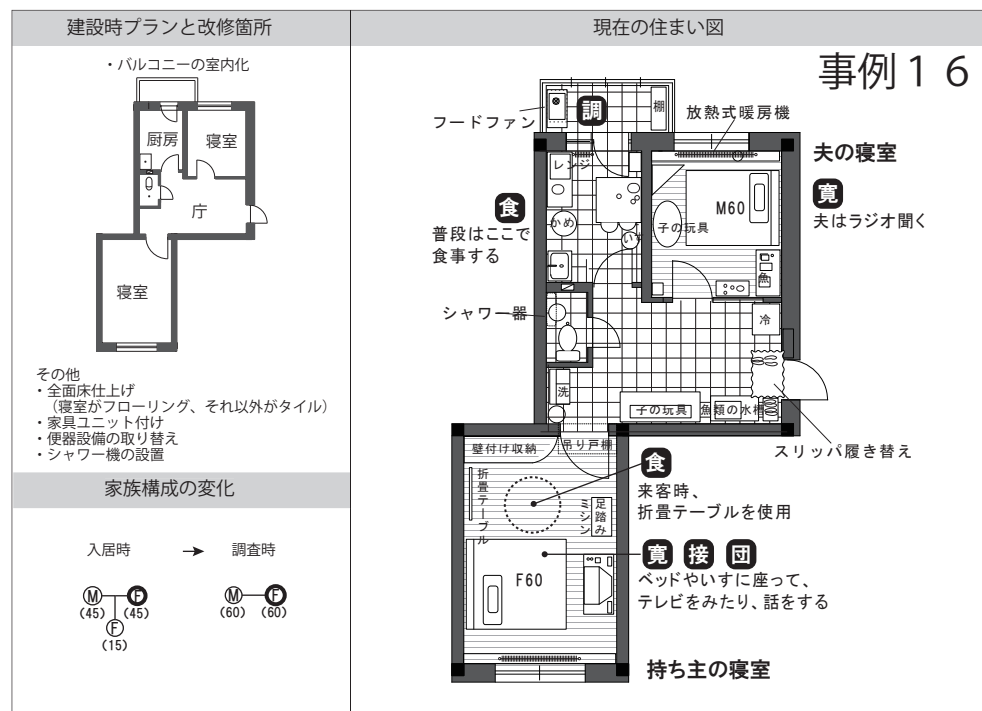 建設時プランと改修箇所
・バルコニーの室内化
厨房
寝室
庁
寝室
その他
・全面床仕上げ
（寝室がフローリング、それ以外がタイル）
・家具ユニット付け
・便器設備の取り替え
・シャワー機の設置
家族構成の変化
入居時 → 調査時
M F
(45) (45)
F
(15)
M F
(60) (60)
現在の住まい図
事例１６
フードファン
調
棚
放熱式暖房機
夫の寝室
寛
夫はラジオ聞く
レンジ
M60
食
普段はここで
食事する
かめ
いす
子の玩具
魚
シャワー器
冷
洗
子の玩具
魚類の水槽
スリッパ履き替え
壁付け収納
吊り戸棚
折畳テーブル
足踏み
ミシン
食
来客時、
折畳テーブルを使用
寛 接 団
ベッドやいすに座って、
テレビをみたり、話をする
F60
持ち主の寝室